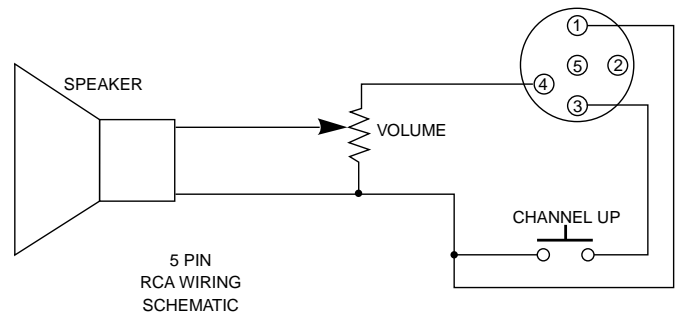 SPEAKER
VOLUME
1
5
2
4
3
CHANNEL UP
5 PIN
RCA WIRING
SCHEMATIC